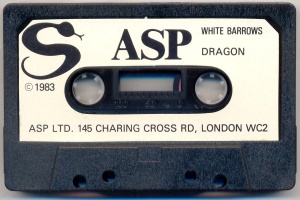 ASP
WHITE BARROWS
DRAGON
© 1983
ASP LTD. 145 CHARING CROSS RD, LONDON WC2